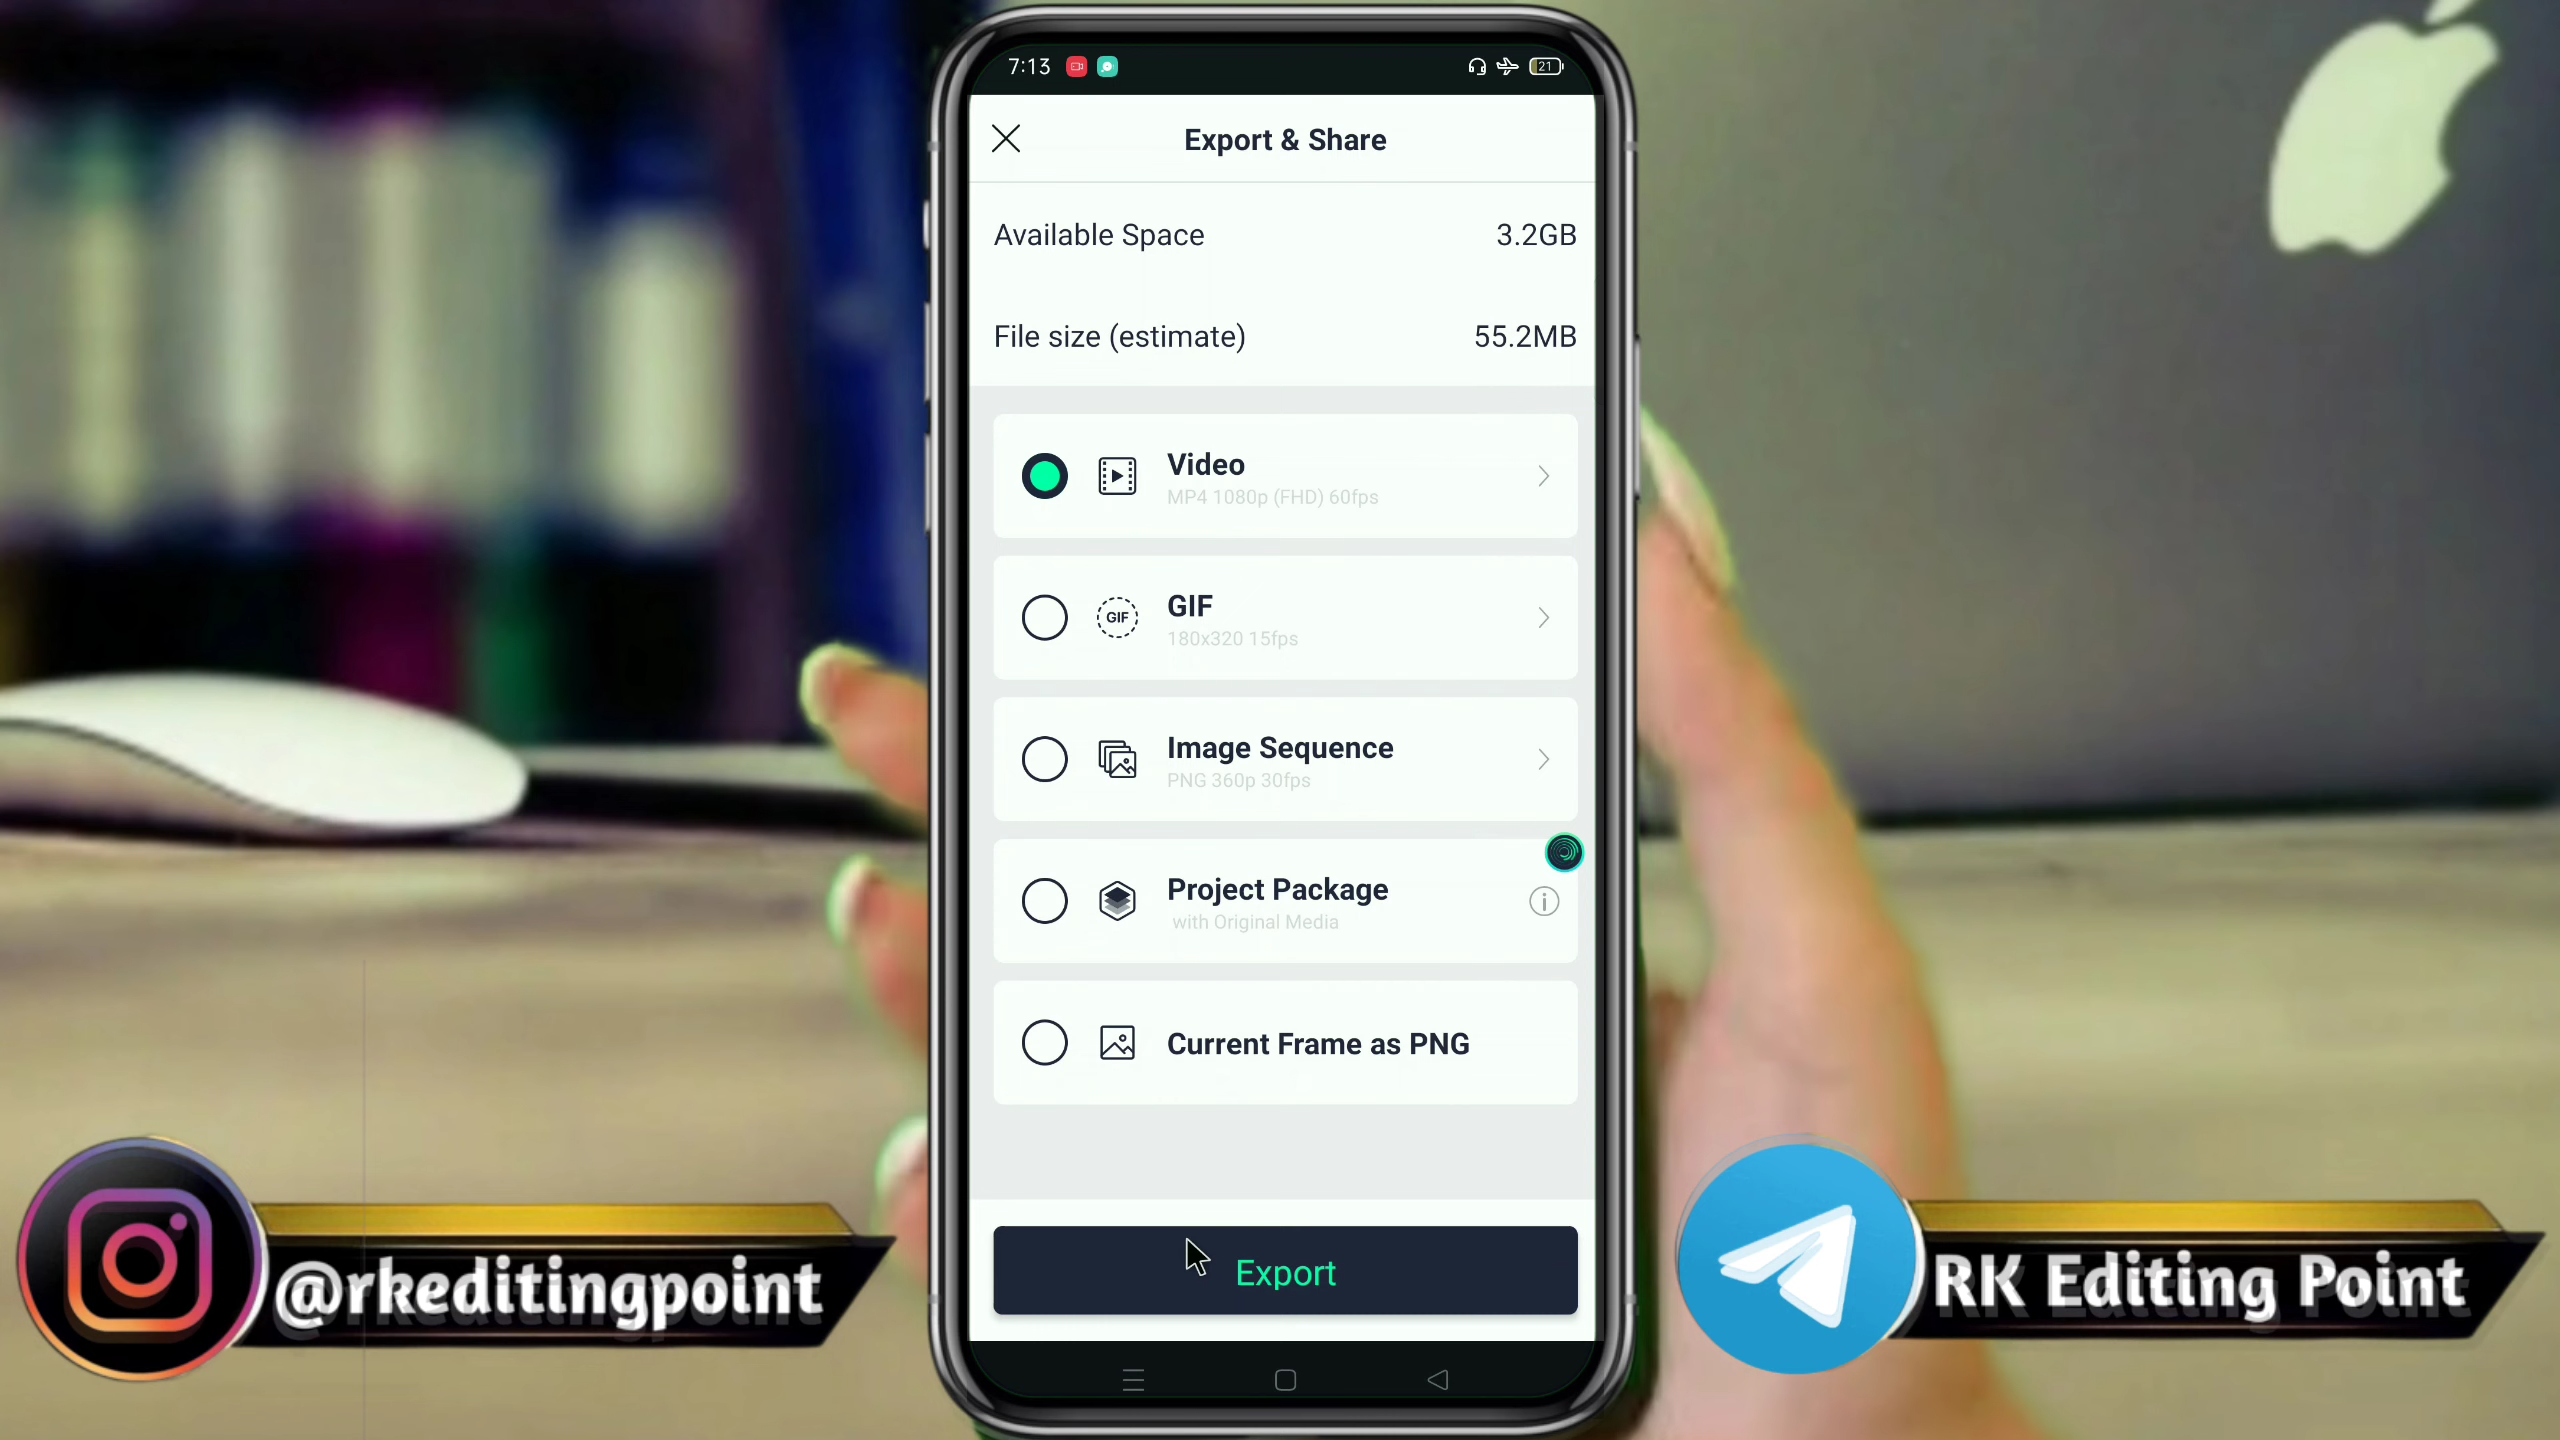 7:13
21
Export & Share
Available Space
3.2GB
File size (estimate)
55.2MB
Video
MP4 1080p (FHD) 60fps
GIF
GIF
180x320 15fps
Image Sequence
PNG 360p 30fps
Project Package
with Original Media
Current Frame as PNG
Export
@rkeditingpoint
RK Editing Point